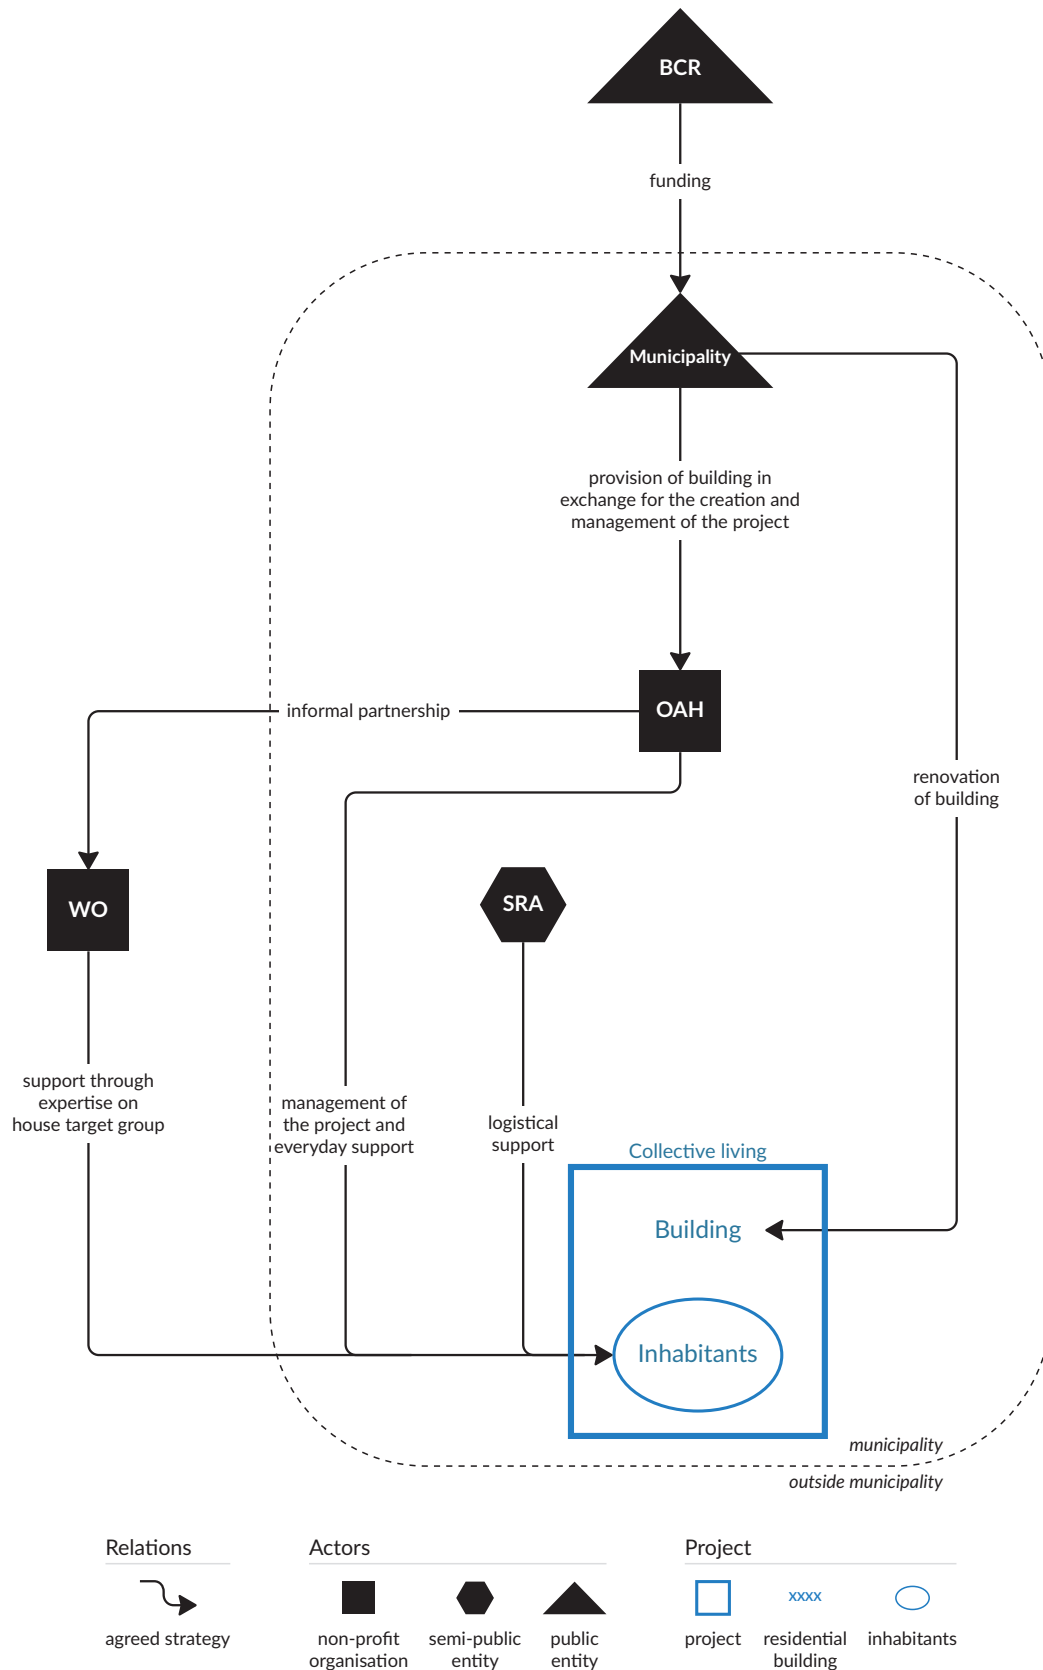 BCR
funding
Municipality
provision of building in
exchange for the creation and
management of the project
OAH
informal partnership
renovation
of building
WO
SRA
support through
expertise on
house target group
management of
the project and
everyday support
logistical
support
Collective living
Building
Inhabitants
municipality
outside municipality
Relations
agreed strategy
Actors
non-profit
organisation
semi-public
entity
public
entity
Project
project
xxxx
residential
building
inhabitants